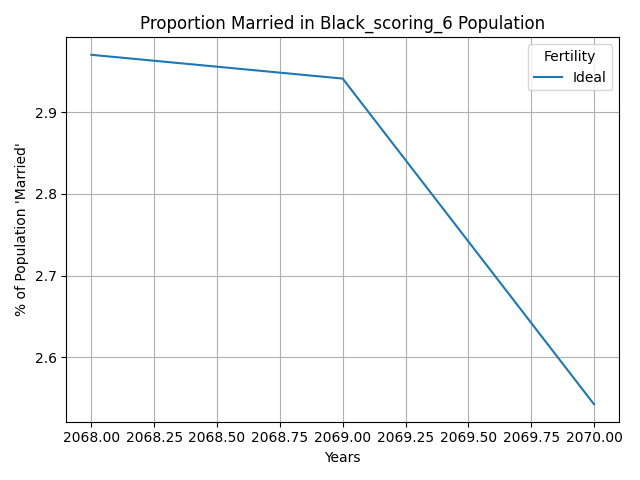 Proportion Married in Black_scoring_6 Population
Fertility
Ideal
% of Population 'Married'
2.9
2.8
2.7
2.6
2068.00 2068.25 2068.50 2068.75 2069.00 2069.25 2069.50 2069.75 2070.00
Years